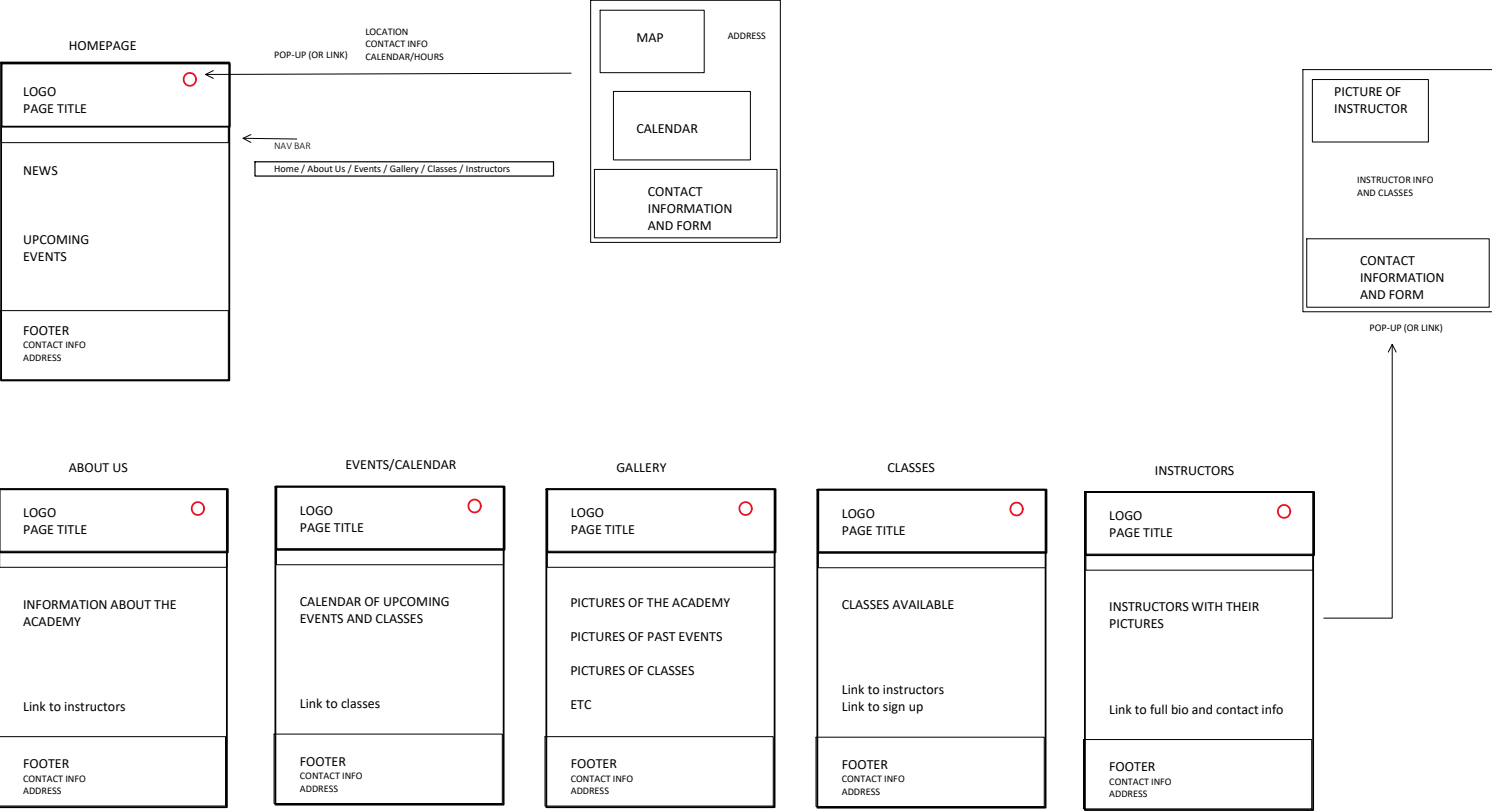 HOMEPAGE
LOGO
PAGE TITLE
NEWS
UPCOMING
EVENTS
FOOTER
CONTACT INFO
ADDRESS
POP-UP (OR LINK)
LOCATION
CONTACT INFO
CALENDAR/HOURS
NAV BAR
Home / About Us / Events / Gallery / Classes / Instructors
MAP
ADDRESS
CALENDAR
CONTACT
INFORMATION
AND FORM
PICTURE OF
INSTRUCTOR
INSTRUCTOR INFO
AND CLASSES
CONTACT
INFORMATION
AND FORM
POP-UP (OR LINK)
ABOUT US
LOGO
PAGE TITLE
INFORMATION ABOUT THE
ACADEMY
Link to instructors
FOOTER
CONTACT INFO
ADDRESS
EVENTS/CALENDAR
LOGO
PAGE TITLE
CALENDAR OF UPCOMING
EVENTS AND CLASSES
Link to classes
FOOTER
CONTACT INFO
ADDRESS
GALLERY
LOGO
PAGE TITLE
PICTURES OF THE ACADEMY
PICTURES OF PAST EVENTS
PICTURES OF CLASSES
ETC
FOOTER
CONTACT INFO
ADDRESS
CLASSES
LOGO
PAGE TITLE
CLASSES AVAILABLE
Link to instructors
Link to sign up
FOOTER
CONTACT INFO
ADDRESS
INSTRUCTORS
LOGO
PAGE TITLE
INSTRUCTORS WITH THEIR
PICTURES
Link to full bio and contact info
FOOTER
CONTACT INFO
ADDRESS